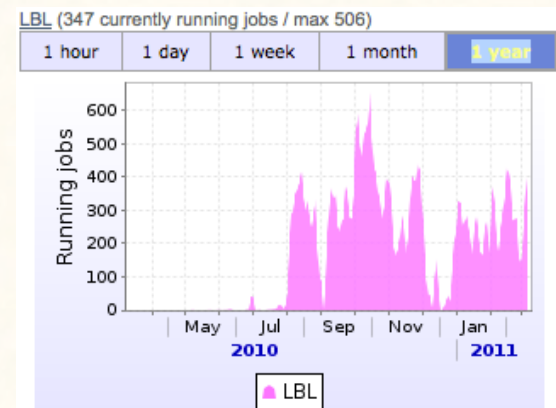 LBL (347 currently running jobs / max 506)
1 hour 1 day 1 week 1 month 1 year
Running jobs
600
500
400
300
200
100
0
May Jul Sep Nov Jan
2010 2011
LBL